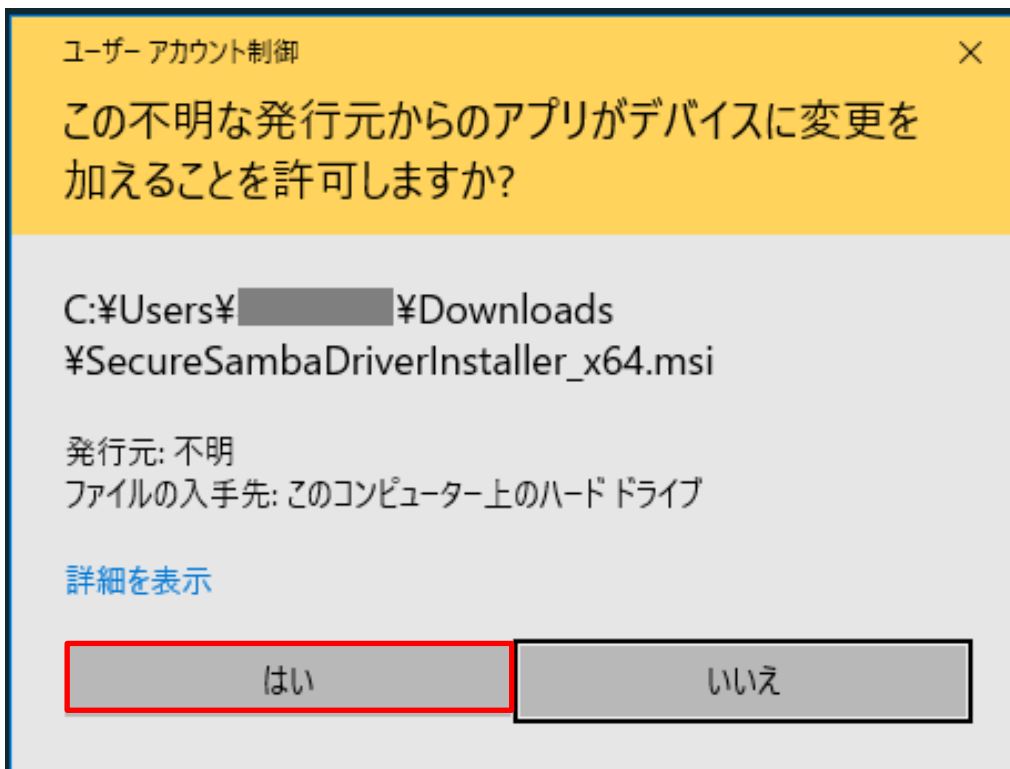 ユーザー アカウント制御
この不明な発行元からのアプリがデバイスに変更を
加えることを許可しますか?
C:¥Users¥ ¥Downloads
¥SecureSambaDriverInstaller_x64.msi
発行元: 不明
ファイルの入手先: このコンピューター上のハード ドライブ
詳細を表示
はい
いいえ